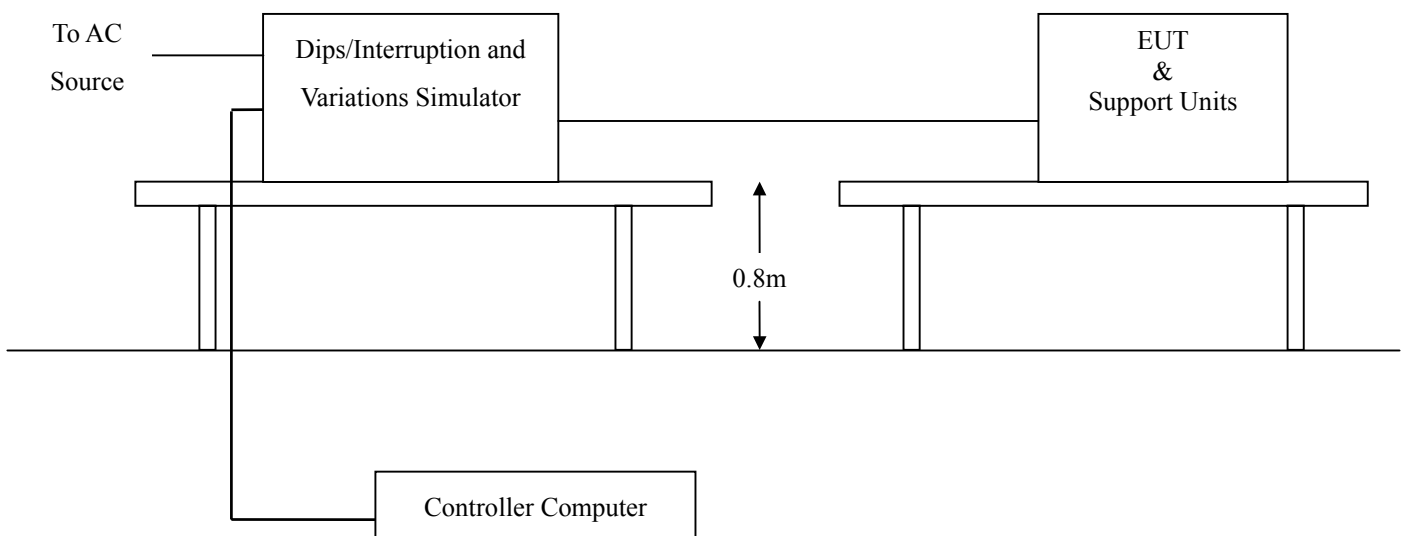 To AC
Source
Dips/Interruption and
Variations Simulator
EUT
&
Support Units
0.8m
Controller Computer